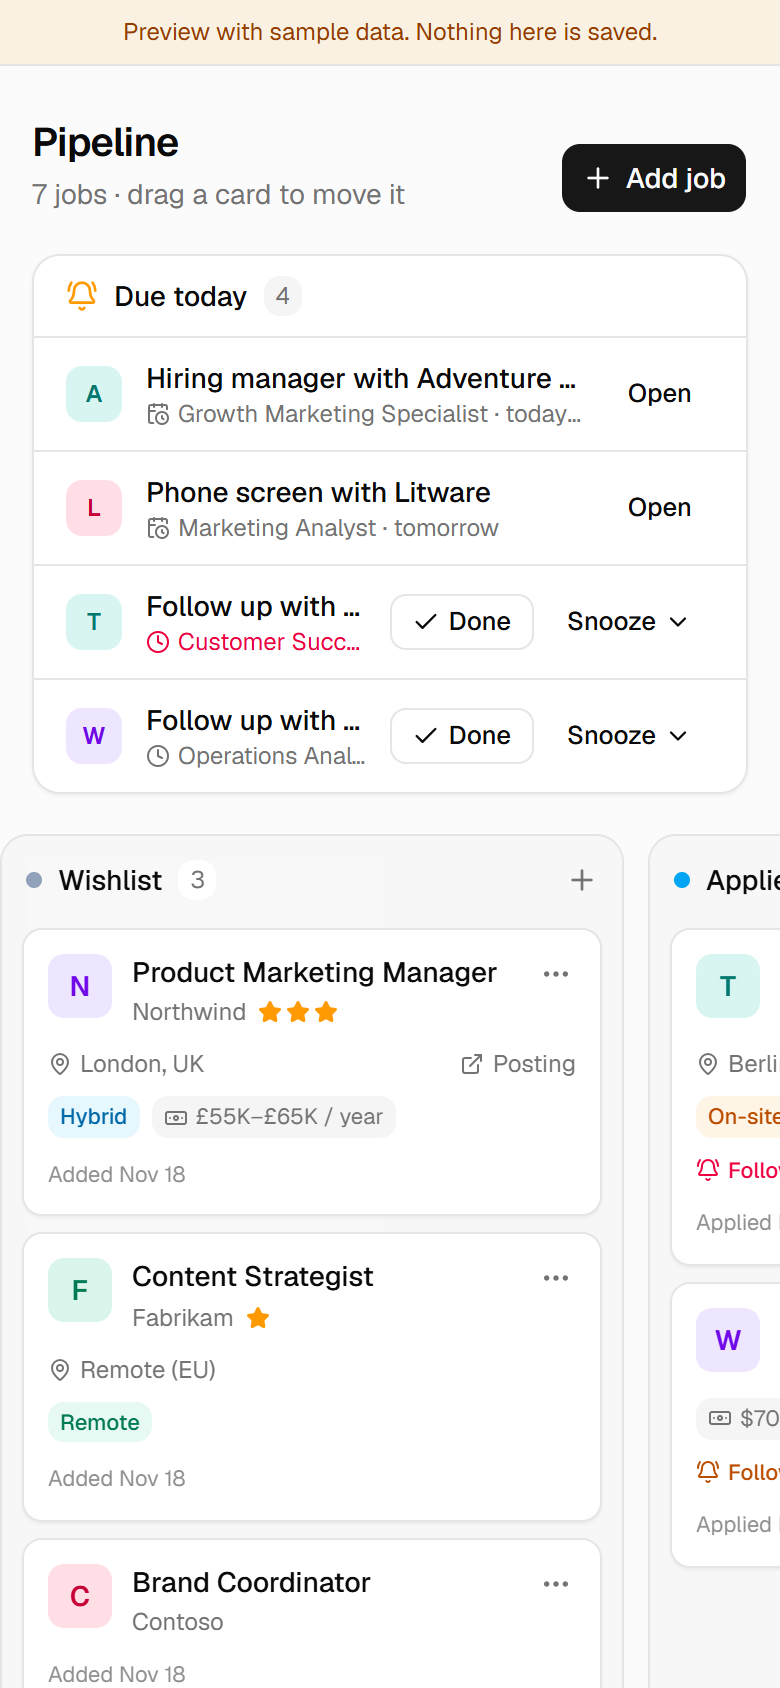 Preview with sample data. Nothing here is saved.
Pipeline
7 jobs · drag a card to move it
+ Add job
Due today 4
A
Hiring manager with Adventure ...
Growth Marketing Specialist · today...
Open
L
Phone screen with Litware
Marketing Analyst · tomorrow
Open
T
Follow up with ...
Customer Succ...
Done
Snooze
W
Follow up with ...
Operations Anal...
Done
Snooze
Wishlist 3
N
Product Marketing Manager
Northwind
London, UK
Posting
Hybrid
£55K–£65K / year
Added Nov 18
F
Content Strategist
Fabrikam
Remote (EU)
Remote
Added Nov 18
C
Brand Coordinator
Contoso
Added Nov 18
Applie
T
Berli
On-site
Follo
Applied
W
$70
Follo
Applied